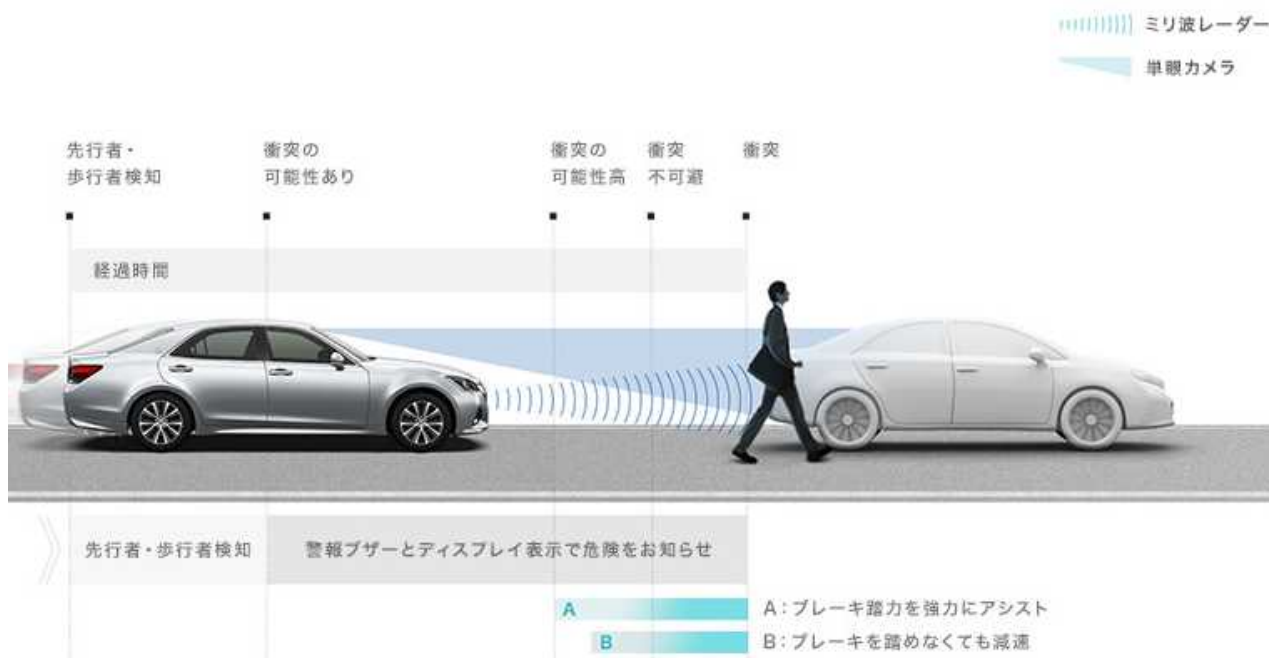 ミリ波レーダー
単眼カメラ
先行者・
歩行者検知
衝突の
可能性あり
衝突の
可能性高
衝突
不可避
衝突
経過時間
先行者・歩行者検知
警報ブザーとディスプレイ表示で危険をお知らせ
A
A：ブレーキ踏力を強力にアシスト
B
B：ブレーキを踏めなくても減速